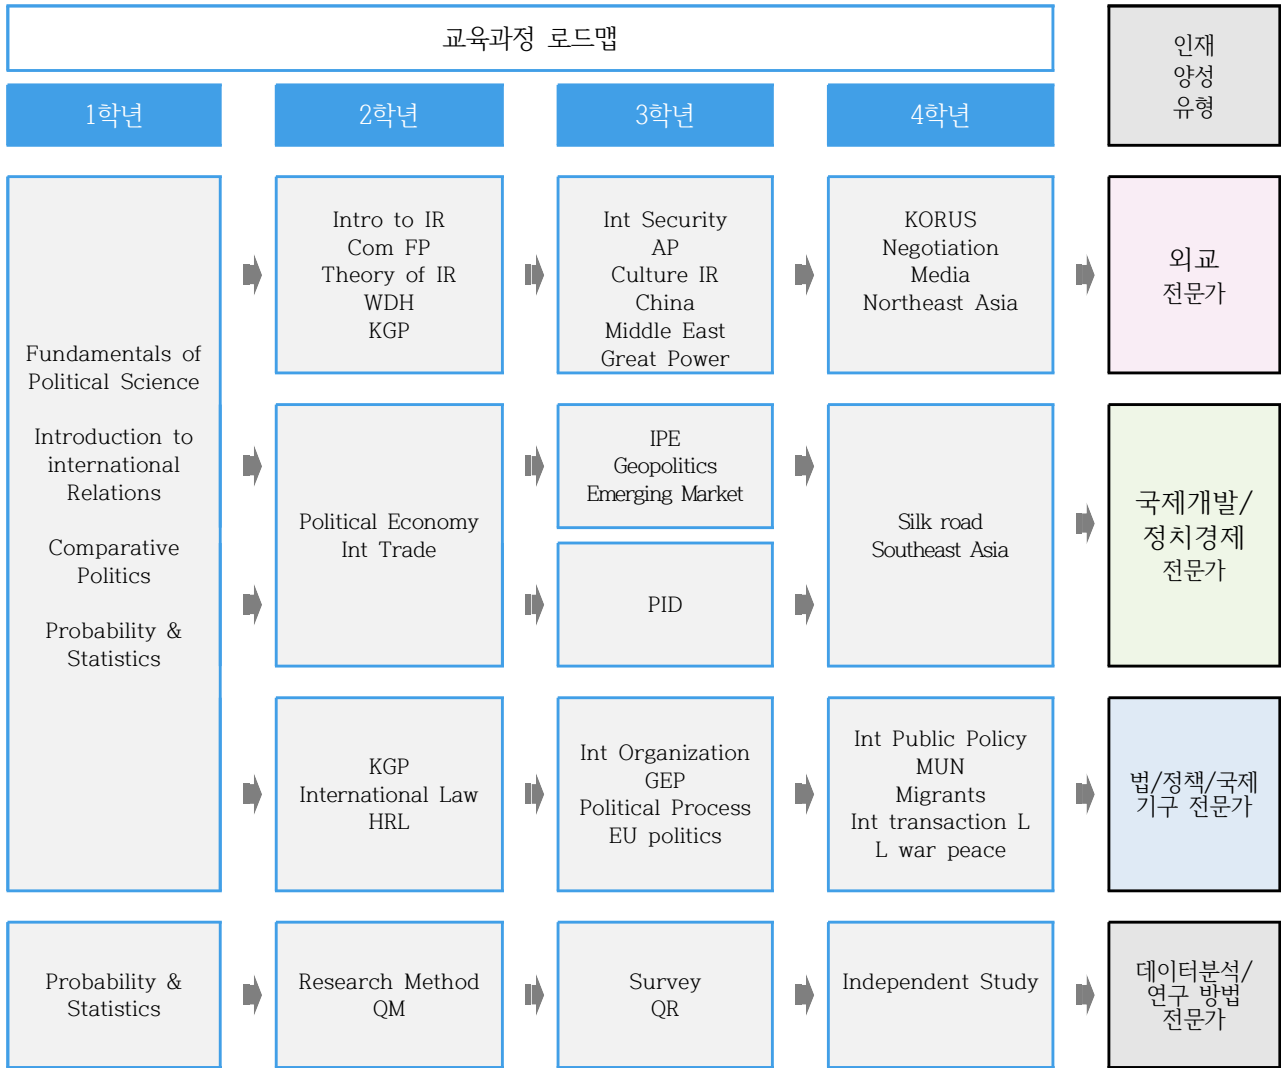 교육과정 로드맵
인재
양성
유형
1학년
2학년
3학년
4학년
Fundamentals of
Political Science
Introduction to
international
Relations
Comparative
Politics
Probability &
Statistics
Intro to IR
Com FP
Theory of IR
WDH
KGP
Int Security
AP
Culture IR
China
Middle East
Great Power
KORUS
Negotiation
Media
Northeast Asia
외교
전문가
Political Economy
Int Trade
IPE
Geopolitics
Emerging Market
PID
Silk road
Southeast Asia
국제개발/
정치경제
전문가
KGP
International Law
HRL
Int Organization
GEP
Political Process
EU politics
Int Public Policy
MUN
Migrants
Int transaction L
L war peace
법/정책/국제
기구 전문가
Probability &
Statistics
Research Method
QM
Survey
QR
Independent Study
데이터분석/
연구 방법
전문가